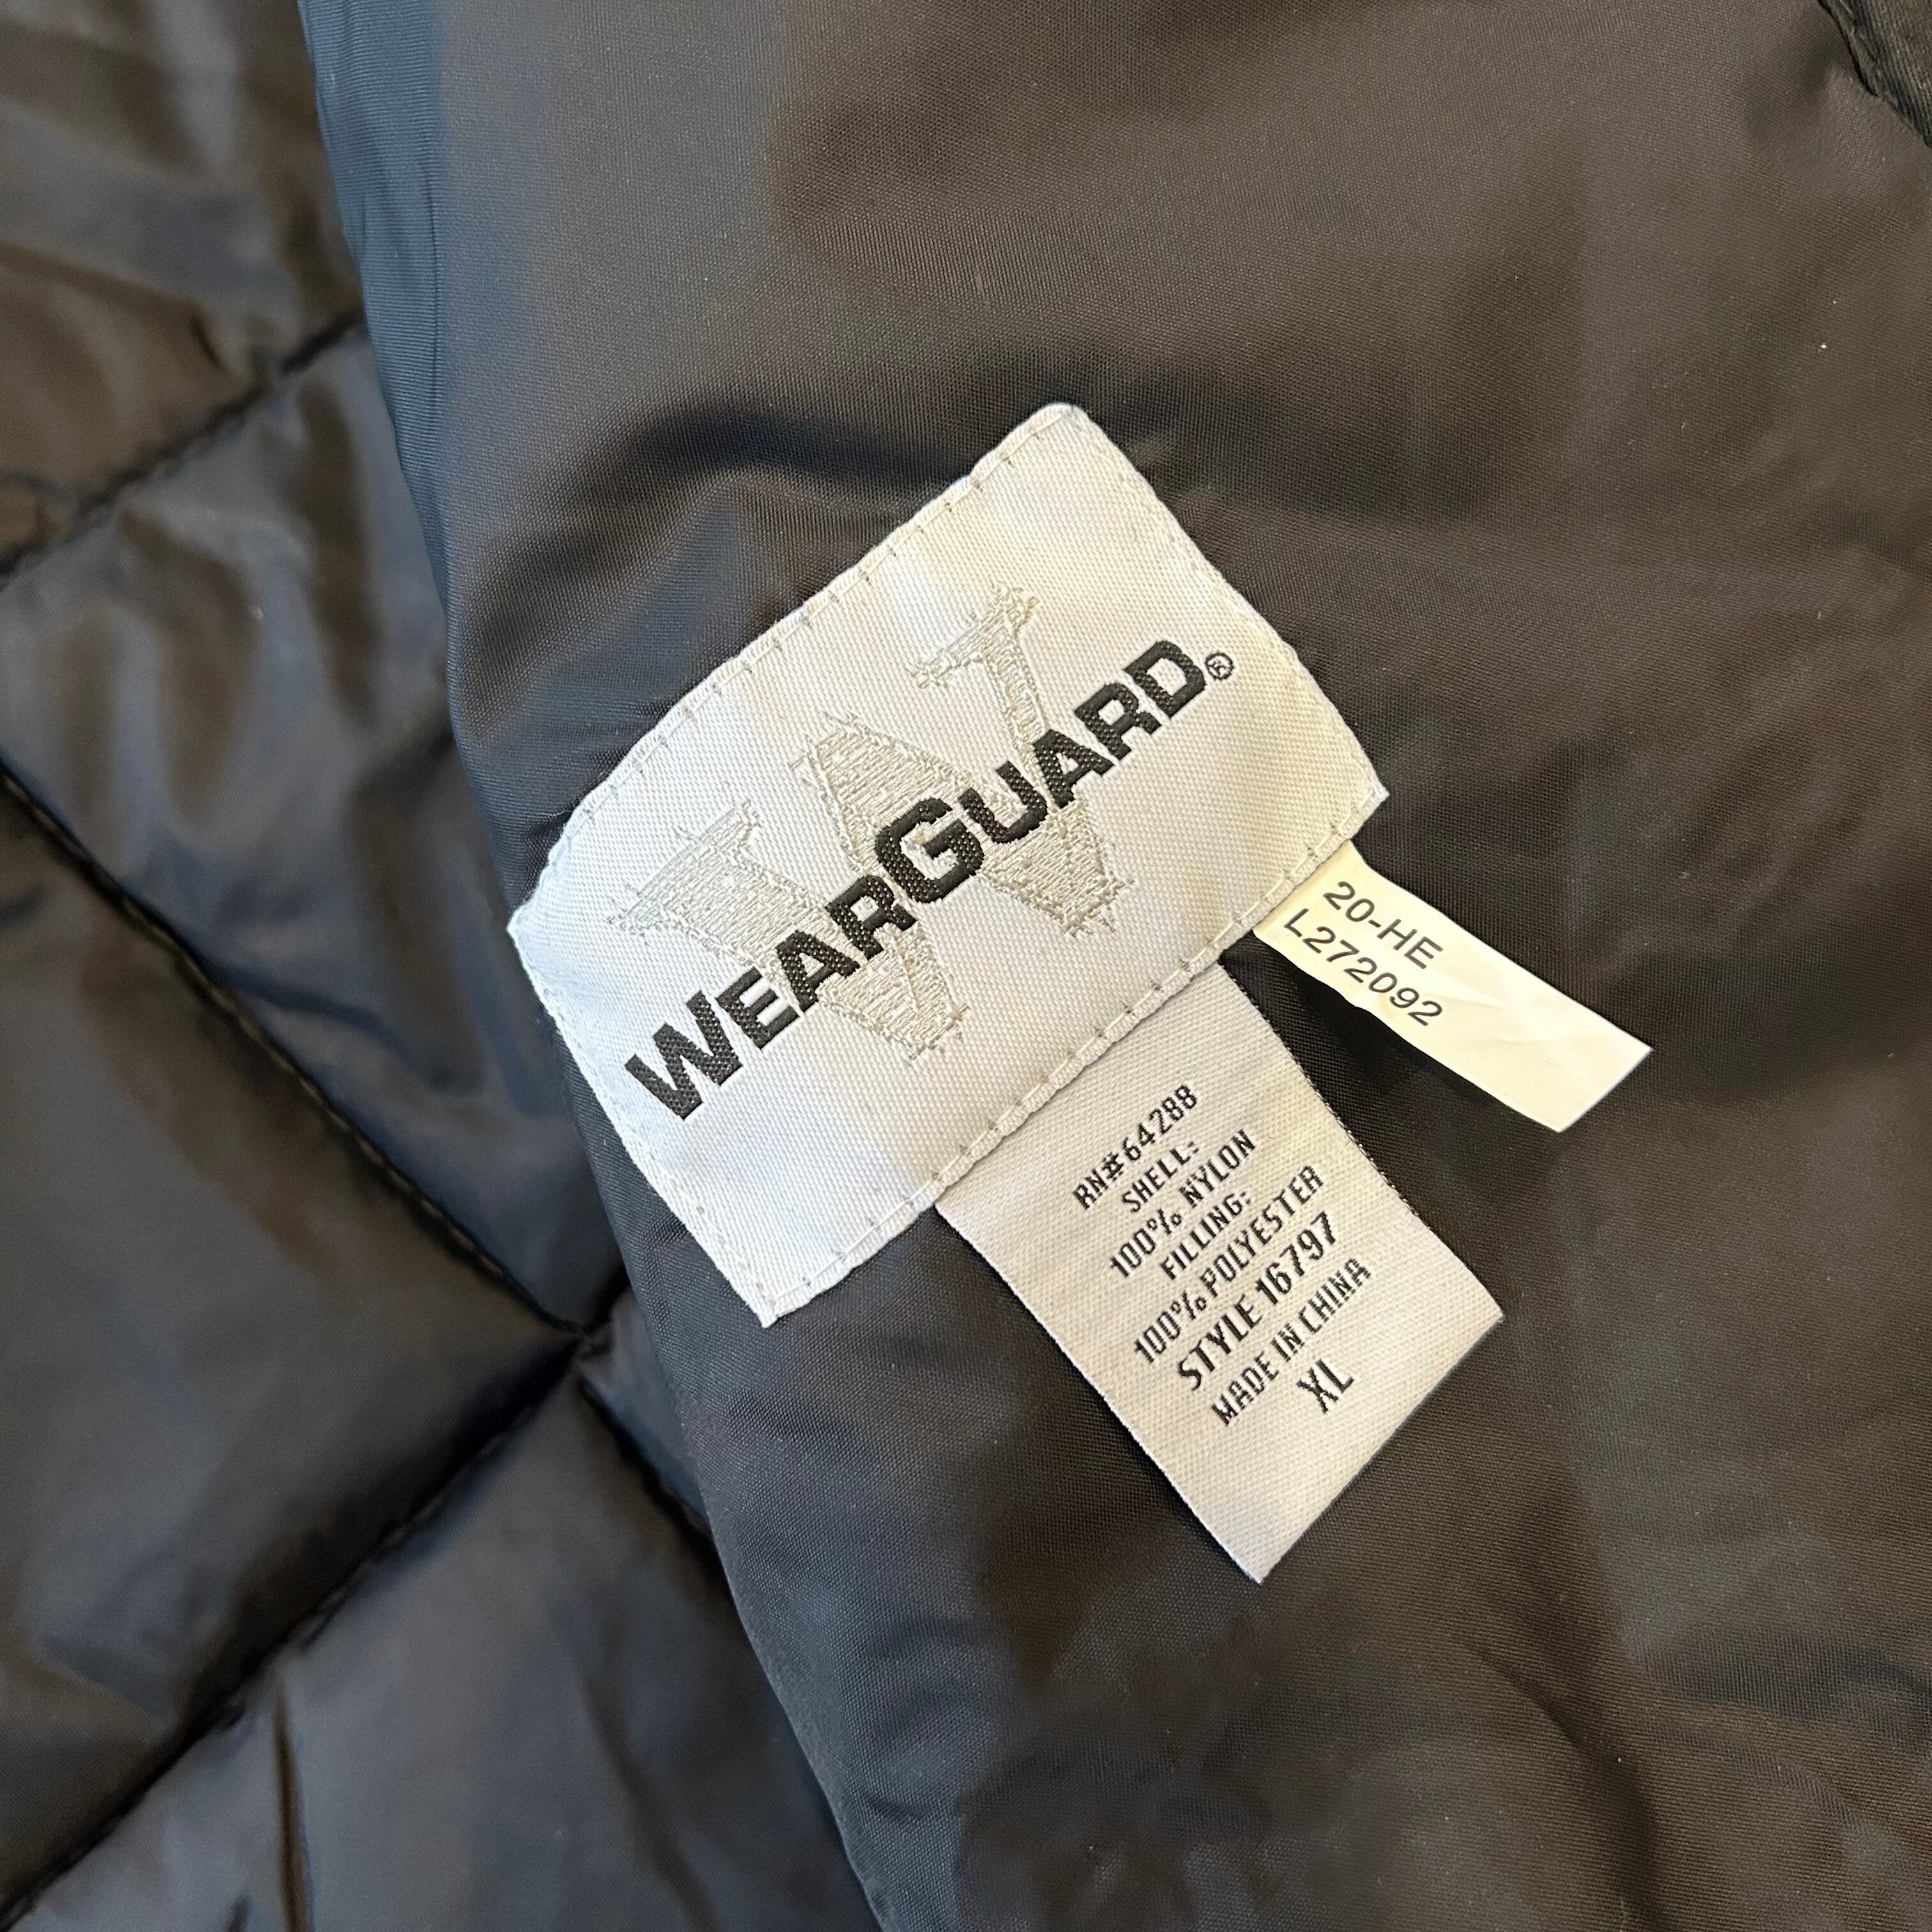 WEARGUARD®
20-HE
L272092
RN#64288
SHELL:
100% NYLON
FILLING:
100% POLYESTER
STYLE 16797
MADE IN CHINA
XL